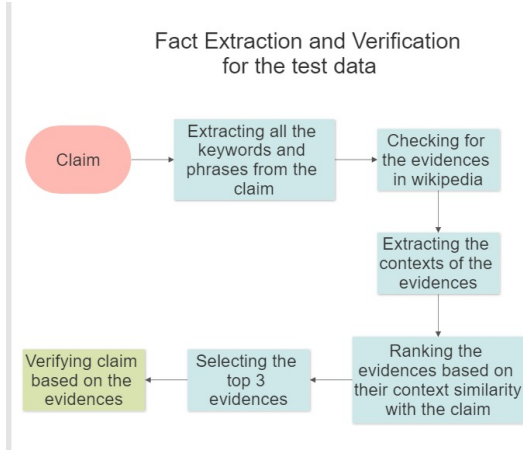 Fact Extraction and Verification
for the test data
Claim
Extracting all the
keywords and
phrases from the
claim
Checking for
the evidences
in wikipedia
Extracting the
contexts of the
evidences
Ranking the
evidences based on
their context similarity
with the claim
Selecting the
top 3
evidences
Verifying claim
based on the
evidences